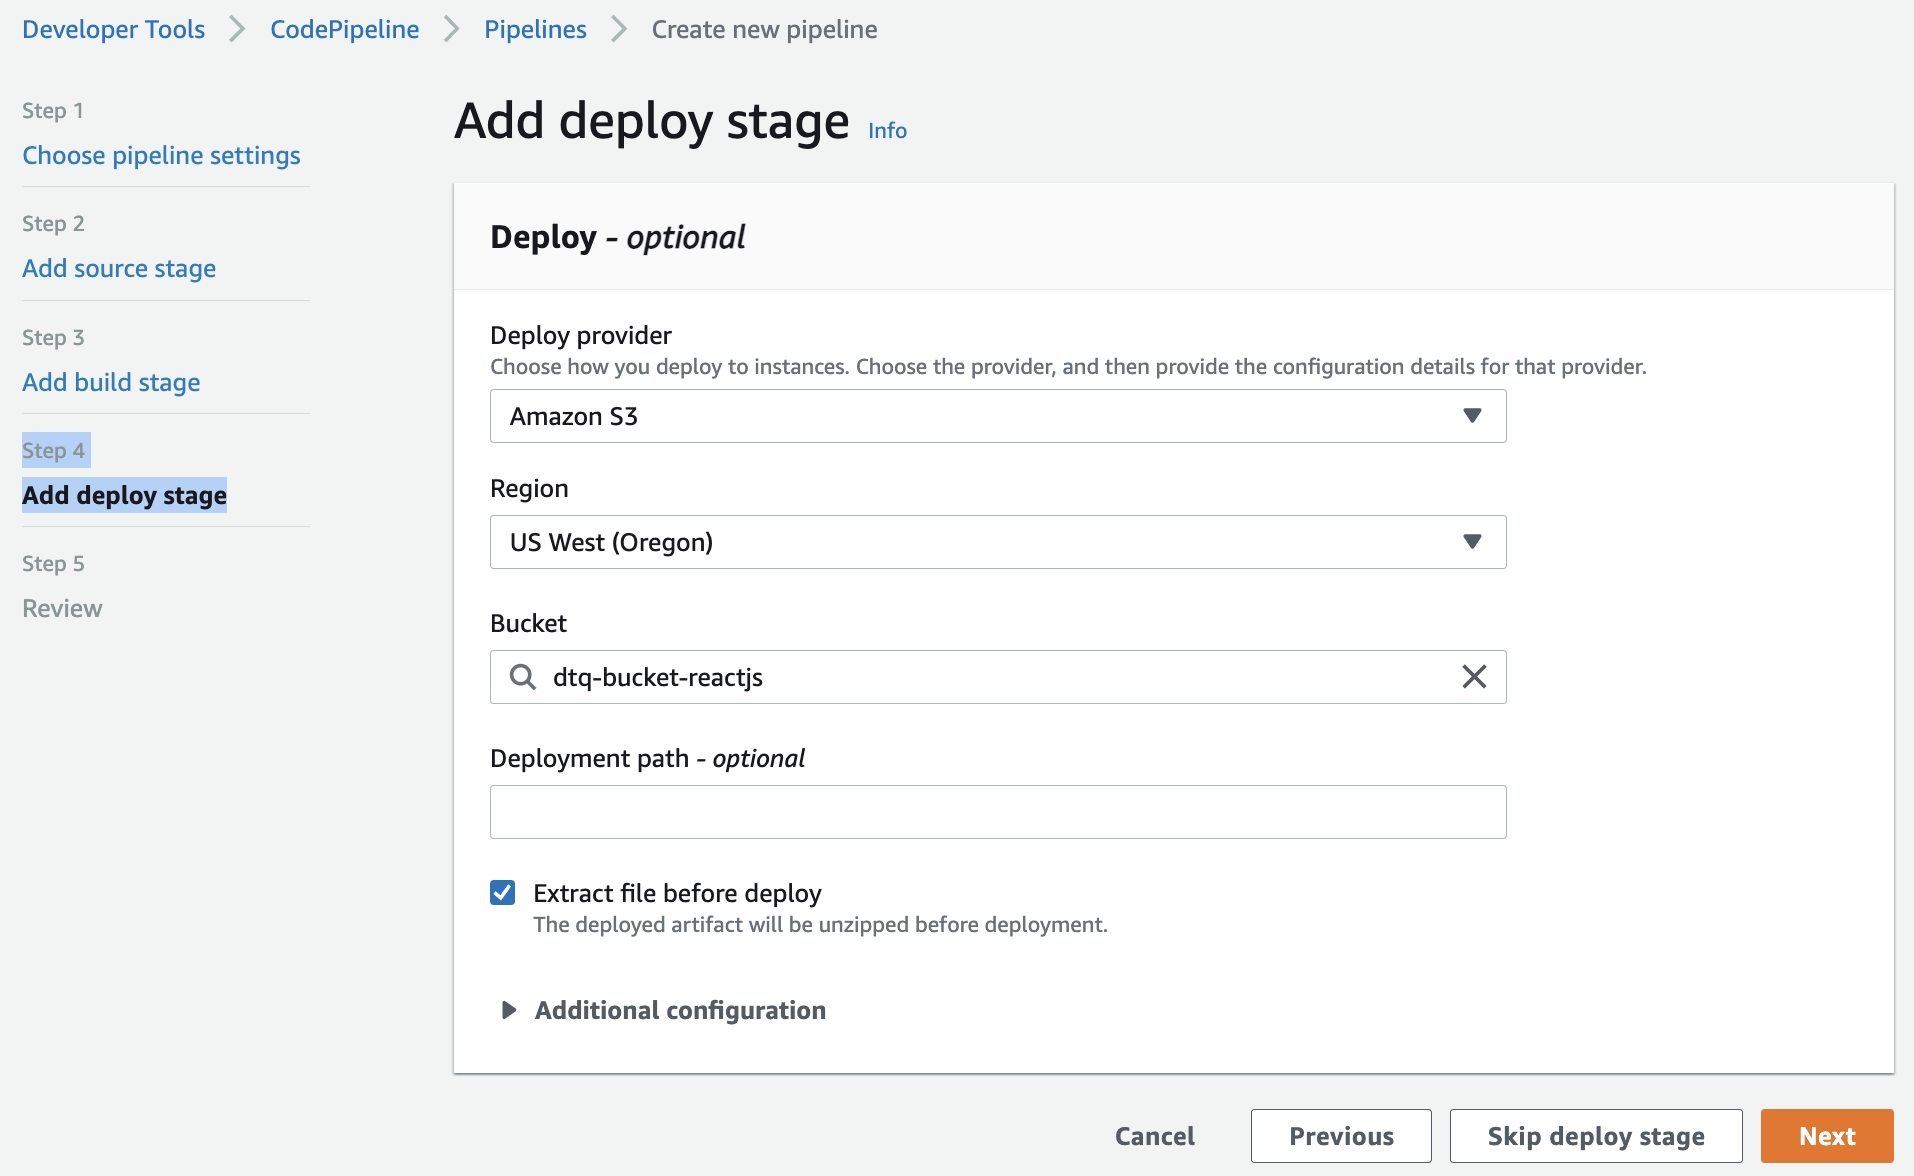 Developer Tools > CodePipeline > Pipelines > Create new pipeline
Step 1
Choose pipeline settings
Step 2
Add source stage
Step 3
Add build stage
Step 4
Add deploy stage
Step 5
Review
Add deploy stage Info
Deploy - optional
Deploy provider
Choose how you deploy to instances. Choose the provider, and then provide the configuration details for that provider.
Amazon S3
Region
US West (Oregon)
Bucket
dtq-bucket-reactjs
Deployment path - optional
Extract file before deploy
The deployed artifact will be unzipped before deployment.
Additional configuration
Cancel Previous Skip deploy stage Next